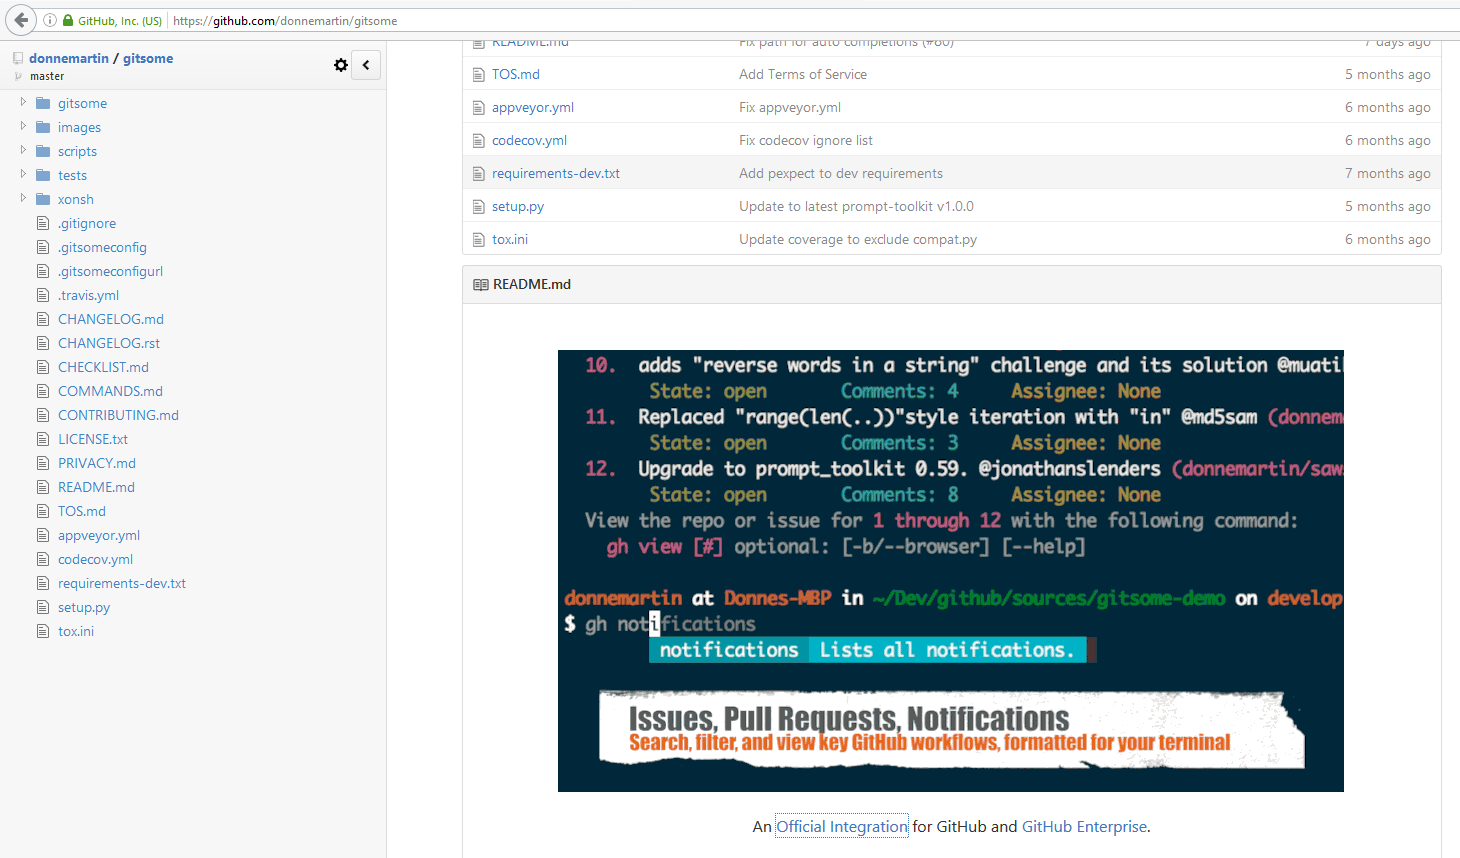 GitHub, Inc. (US) https://github.com/donnemartin/gitsome
donnemartin / gitsome
master
gitsome
images
scripts
tests
xonsh
.gitignore
.gitsomeconfig
.gitsomeconfigurl
.travis.yml
CHANGELOG.md
CHANGELOG.rst
CHECKLIST.md
COMMANDS.md
CONTRIBUTING.md
LICENSE.txt
PRIVACY.md
README.md
TOS.md
appveyor.yml
codecov.yml
requirements-dev.txt
setup.py
tox.ini
README.md Fix path for auto completions (#80) 7 days ago
TOS.md Add Terms of Service 5 months ago
appveyor.yml Fix appveyor.yml 6 months ago
codecov.yml Fix codecov ignore list 6 months ago
requirements-dev.txt Add pexpect to dev requirements 7 months ago
setup.py Update to latest prompt-toolkit v1.0.0 5 months ago
tox.ini Update coverage to exclude compat.py 6 months ago
README.md
10. adds "reverse words in a string" challenge and its solution @muati
State: open Comments: 4 Assignee: None
11. Replaced "range(len(..))"style iteration with "in" @md5sam (donnem
State: open Comments: 3 Assignee: None
12. Upgrade to prompt_toolkit 0.59. @jonathanslenders (donnemartin/saw
State: open Comments: 8 Assignee: None
View the repo or issue for 1 through 12 with the following command:
gh view [#] optional: [-b/--browser] [--help]
donnemartin at Donnes-MBP in ~/Dev/github/sources/gitsome-demo on develop
$ gh notifications
notifications Lists all notifications.
Issues, Pull Requests, Notifications
Search, filter, and view key GitHub workflows, formatted for your terminal
An Official Integration for GitHub and GitHub Enterprise.